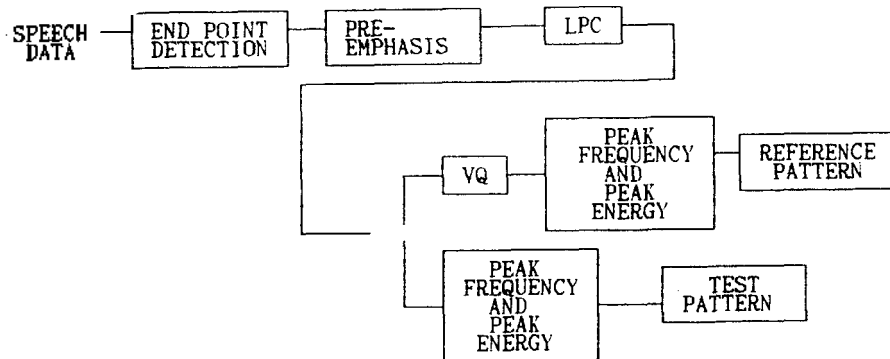 SPEECH
DATA
END POINT
DETECTION
PRE-
EMPHASIS
LPC
VQ
PEAK
FREQUENCY
AND
PEAK
ENERGY
REFERENCE
PATTERN
PEAK
FREQUENCY
AND
PEAK
ENERGY
TEST
PATTERN